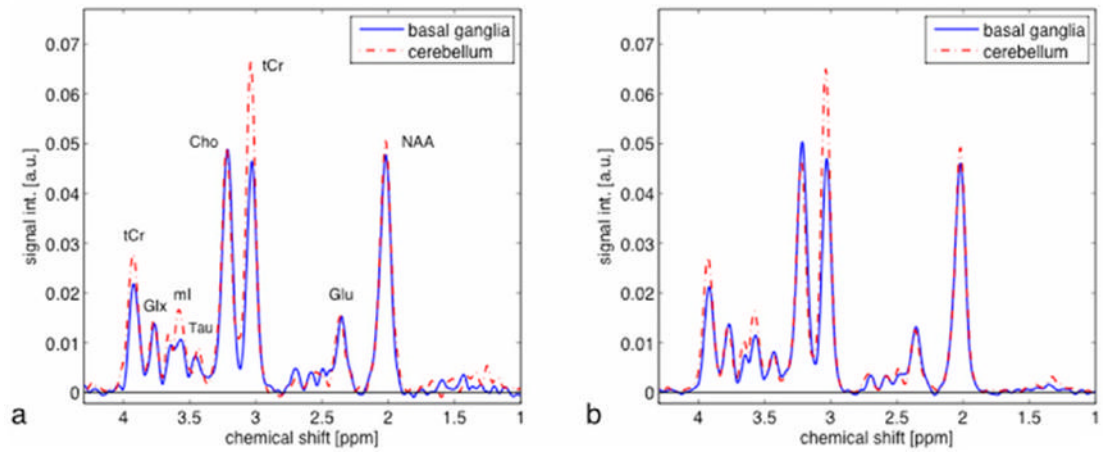 basal ganglia
cerebellum
0.07
0.06
0.05
0.04
0.03
0.02
0.01
0
signal int. [a.u.]
tCr
Cho
NAA
tCr
Glx
mI
Tau
Glu
4
3.5
3
2.5
2
1.5
1
chemical shift [ppm]
a
basal ganglia
cerebellum
0.07
0.06
0.05
0.04
0.03
0.02
0.01
0
signal int. [a.u.]
4
3.5
3
2.5
2
1.5
1
chemical shift [ppm]
b